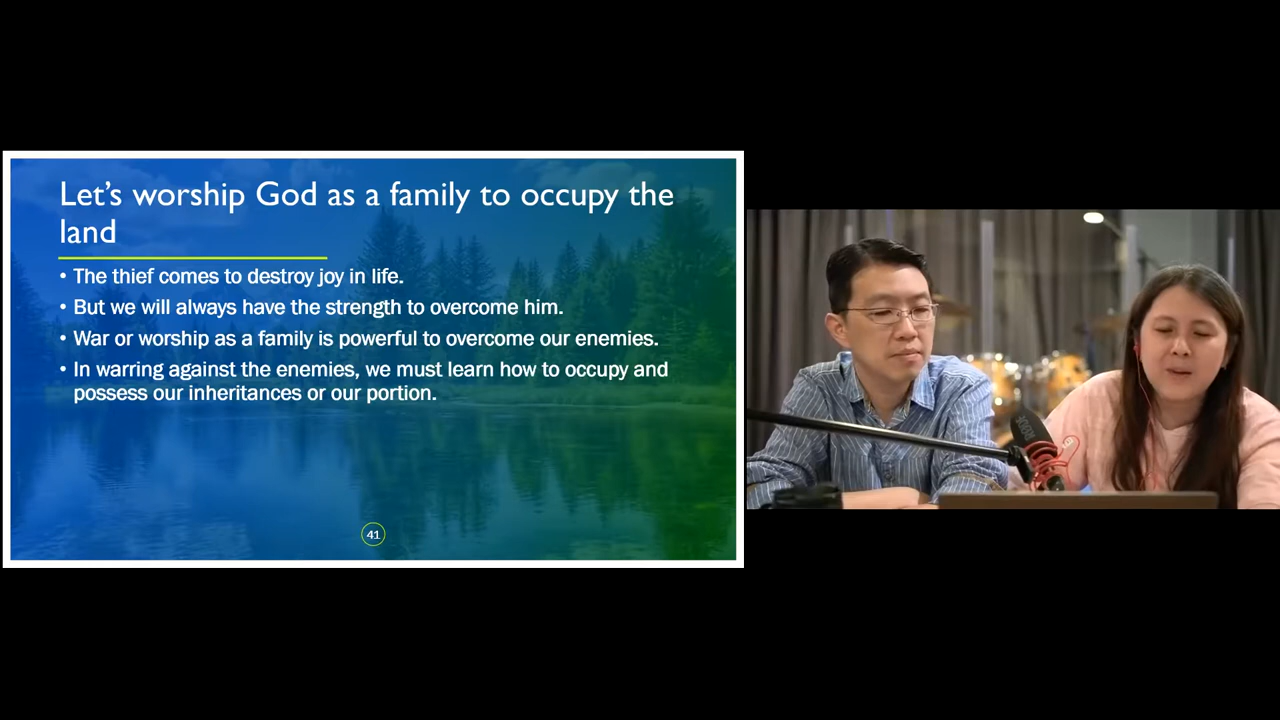 Let's worship God as a family to occupy the
land
• The thief comes to destroy joy in life.
• But we will always have the strength to overcome him.
• War or worship as a family is powerful to overcome our enemies.
• In warring against the enemies, we must learn how to occupy and
possess our inheritances or our portion.
41
RODE